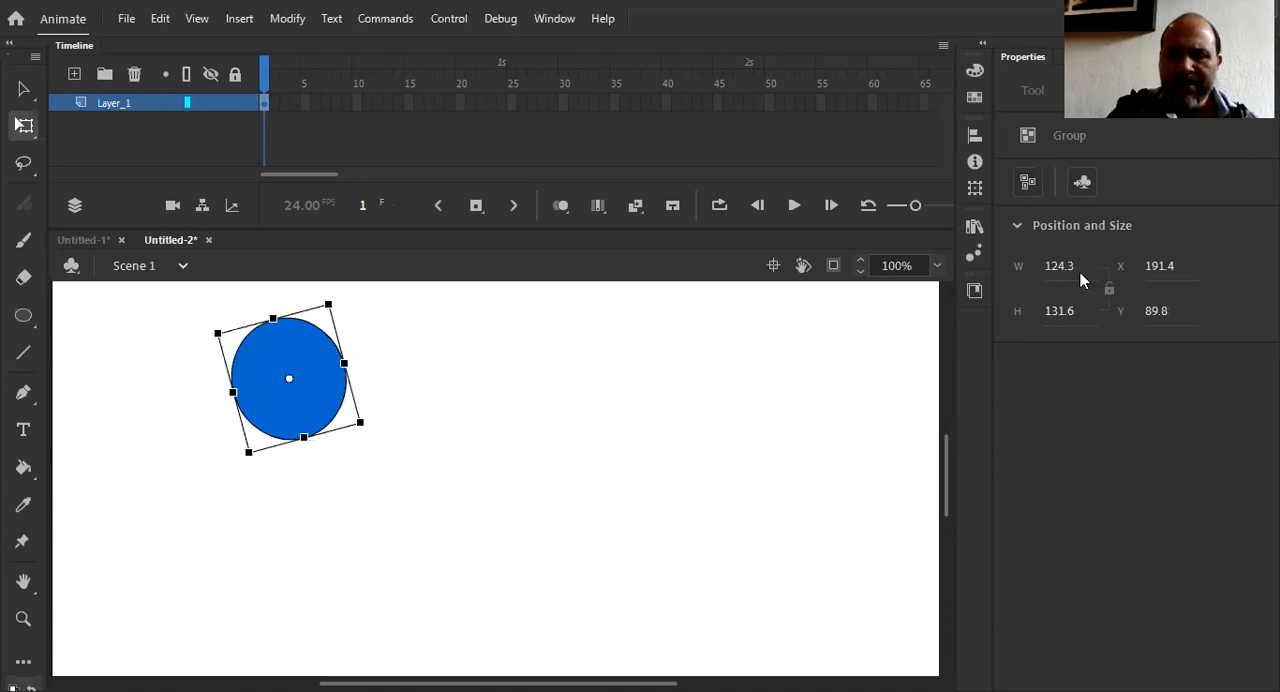 Animate File Edit View Insert Modify Text Commands Control Debug Window Help
Timeline
Properties
1s 2s
5 10 15 20 25 30 35 40 45 50 55 60 65
Tool
Layer_1
Group
24.00 FPS 1 F
Position and Size
Untitled-1* × Untitled-2* ×
Scene 1 100%
W 124.3 X 191.4
H 131.6 Y 89.8